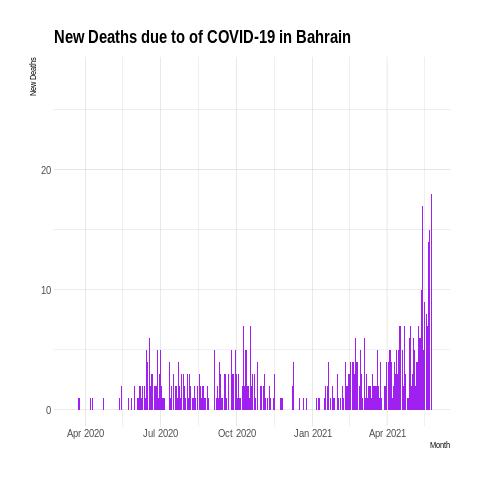 New Deaths due to of COVID-19 in Bahrain
New Deaths
20
10
0
Apr 2020 Jul 2020 Oct 2020 Jan 2021 Apr 2021
Month